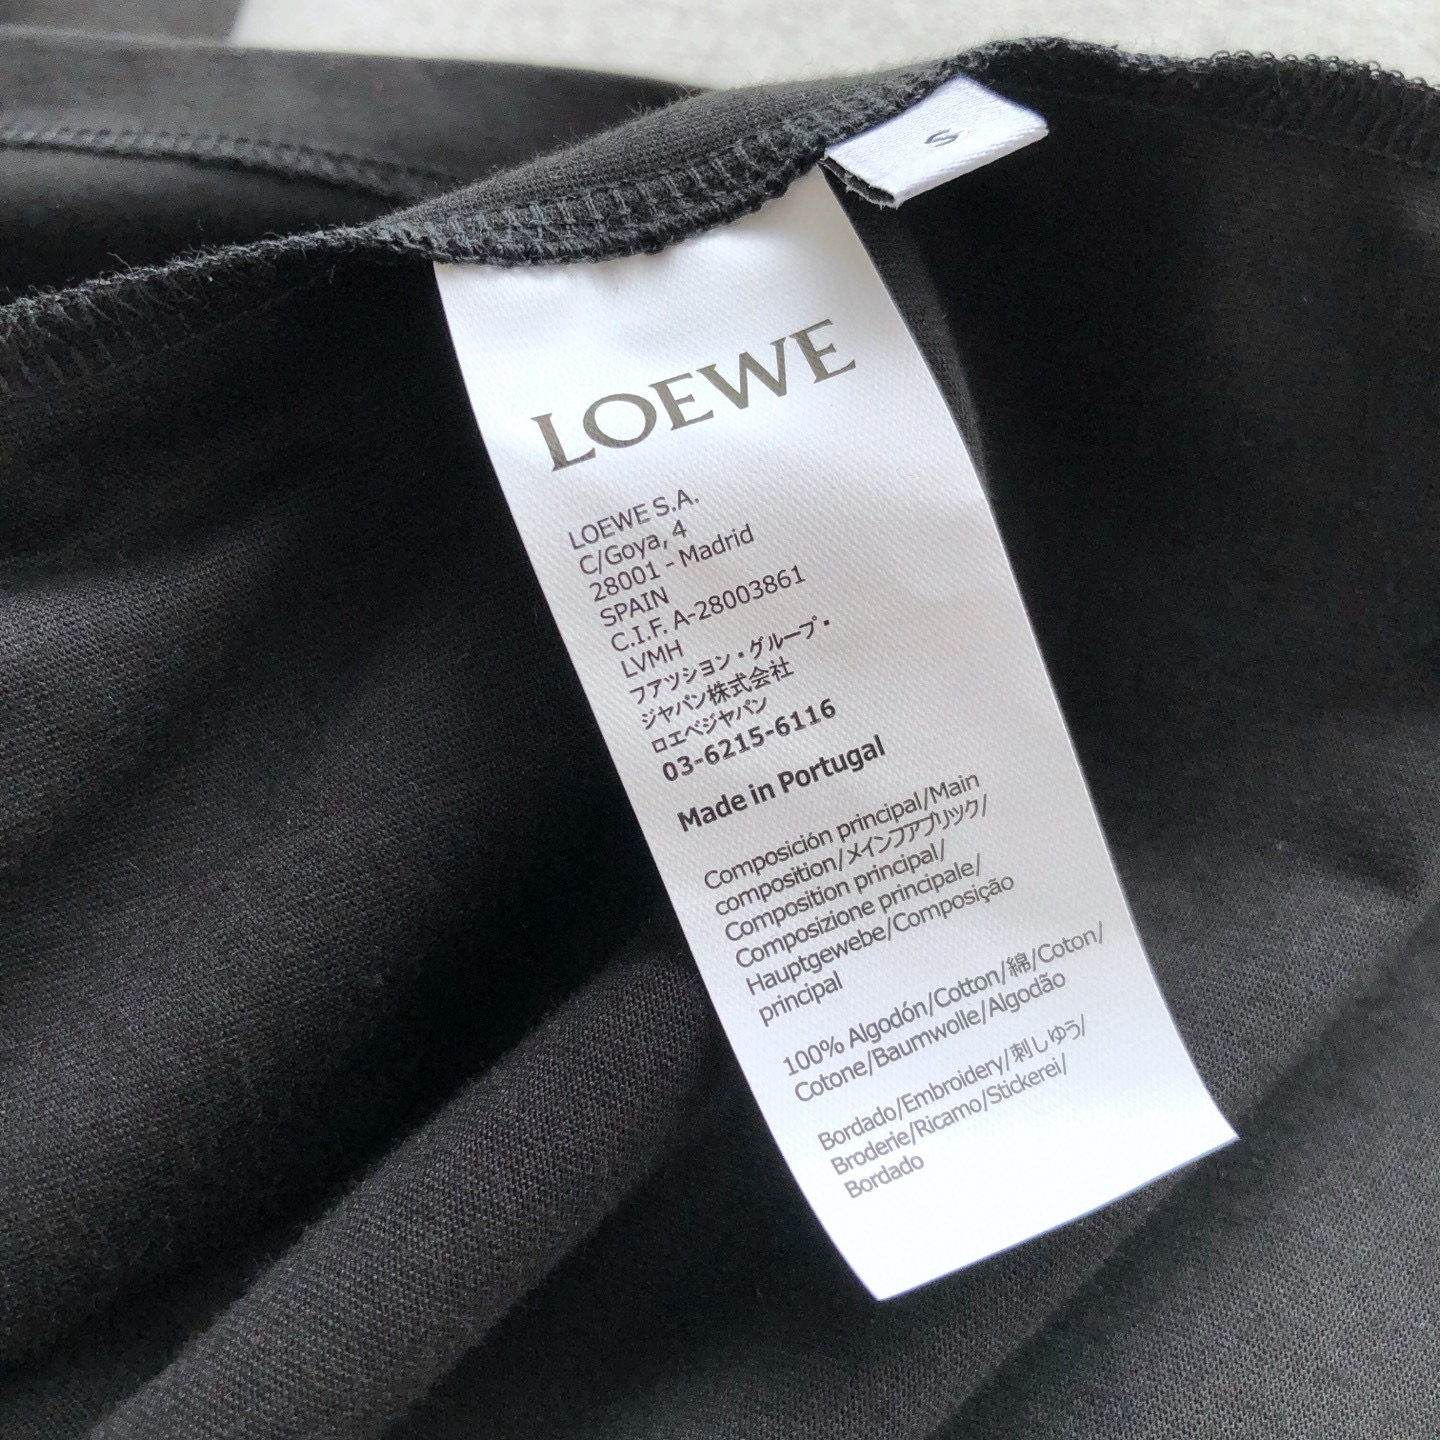 S
LOEWE
LOEWE S.A.
C/Goya, 4
28001 - Madrid
SPAIN
C.I.F. A-28003861
LVMH
ファッション・グループ・
ジャパン株式会社
ロエベジャパン
03-6215-6116
Made in Portugal
Composición principal/Main
composition/メインファブリック/
Composition principal/
Composizione principale/
Hauptgewebe/Composição
principal
100% Algodón/Cotton/綿/Coton/
Cotone/Baumwolle/Algodão
Bordado/Embroidery/刺しゆう/
Broderie/Ricamo/Stickerei/
Bordado